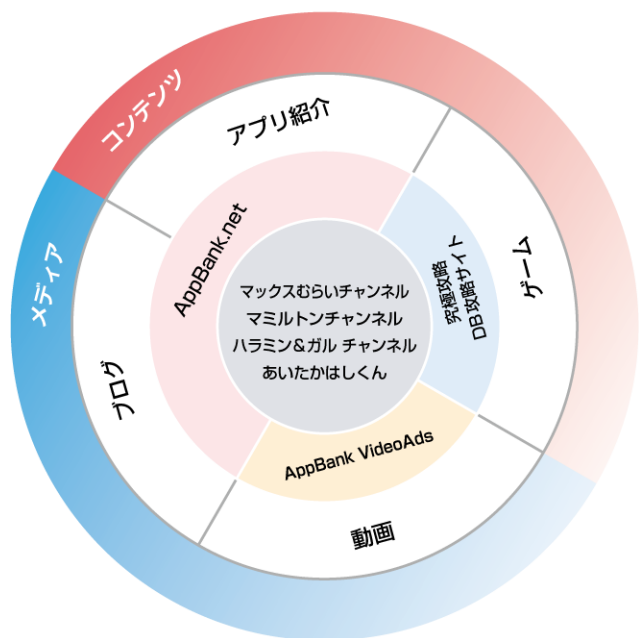 コンテンツ
アプリ紹介
メディア
AppBank.net
究極攻略
DB攻略サイト
ゲーム
マックスむらいチャンネル
マミルトンチャンネル
ハラミン&ガル チャンネル
あいたかはしくん
ブログ
AppBank VideoAds
動画